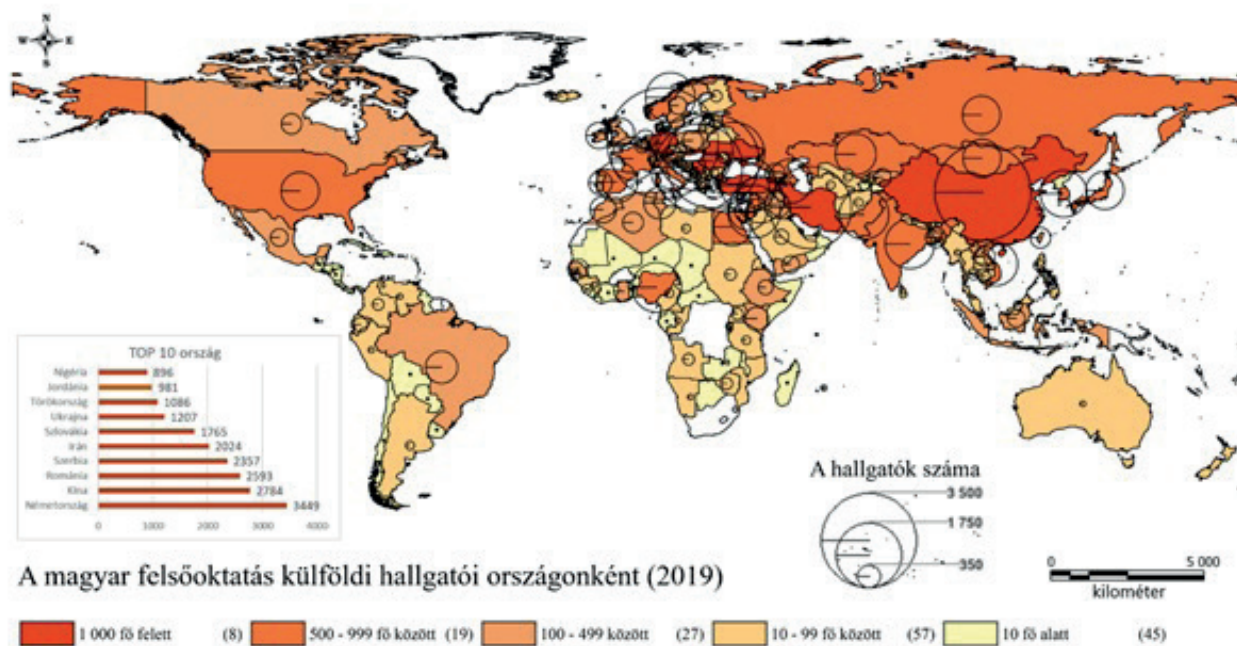 N
W E
S
TOP 10 ország
Nigéria 896
Jordánia 981
Törökország 1086
Ukrajna 1207
Szlovákia 1765
Irán 2024
Szerbia 2357
Románia 2593
Kína 2784
Németország 3449
0 1000 2000 3000 4000
A hallgatók száma
3 500
1 750
350
5 000
kilométer
A magyar felsőoktatás külföldi hallgatói országonként (2019)
1 000 fő felett (8) 500 - 999 fő között (19) 100 - 499 között (27) 10 - 99 fő között (57) 10 fő alatt (45)